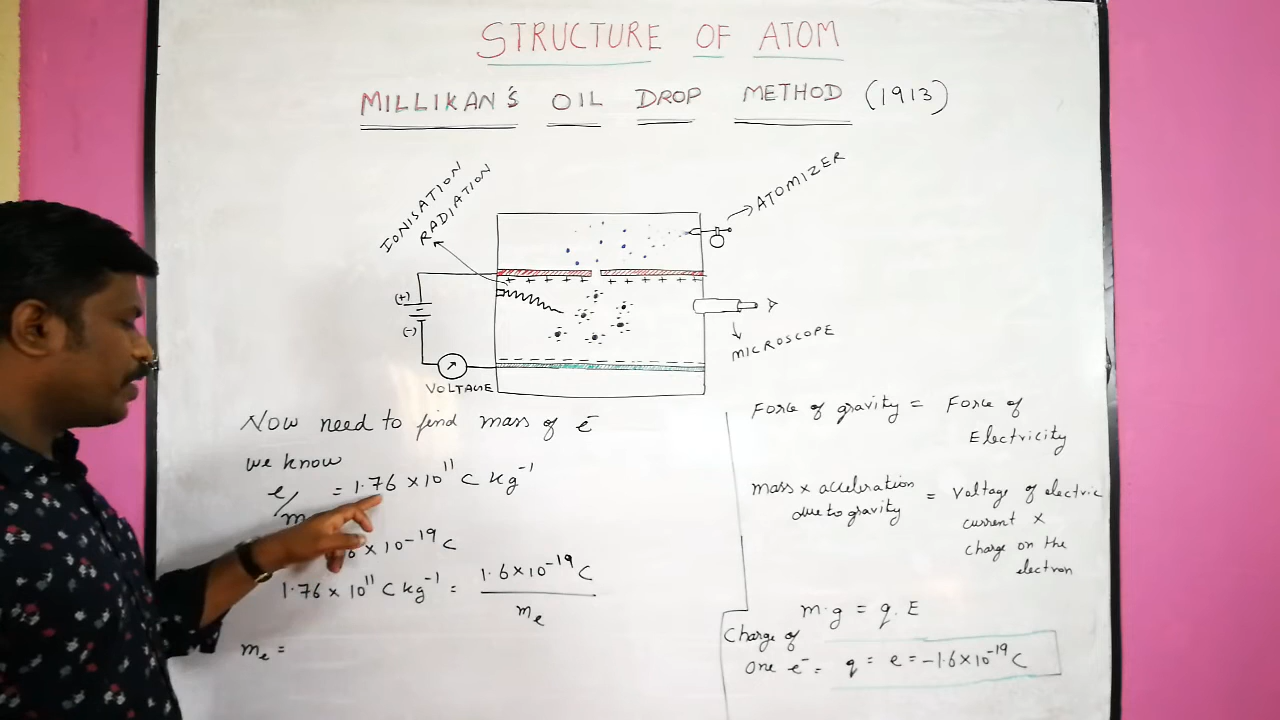 STRUCTURE OF ATOM
MILLIKAN'S OIL DROP METHOD (1913)
IONISATION
RADIATION
ATOMIZER
+ + + + + + + + + + +
(+)
(-)
MICROSCOPE
VOLTAGE
Now need to find mass of e̅
we know
e/m = 1.76 × 10¹¹ C kg⁻¹
6 × 10⁻¹⁹ C
1.76 × 10¹¹ C kg⁻¹ = 1.6 × 10⁻¹⁹ C
mₑ
mₑ =
Force of gravity = Force of
Electricity
mass × acceleration = Voltage of electric
due to gravity current ×
charge on the
electron
m·g = q. E
Charge of
one e⁻ = q = e = -1.6 × 10⁻¹⁹ C